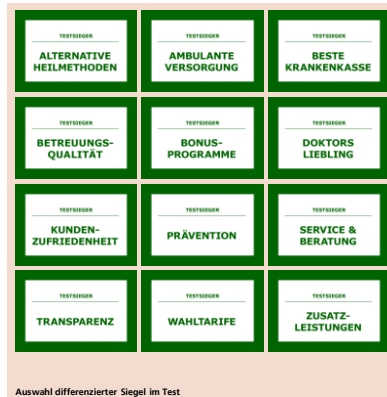 TESTSIEGER
ALTERNATIVE
HEILMETHODEN
TESTSIEGER
AMBULANTE
VERSORGUNG
TESTSIEGER
BESTE
KRANKENKASSE
TESTSIEGER
BETREUUNGS-
QUALITÄT
TESTSIEGER
BONUS-
PROGRAMME
TESTSIEGER
DOKTORS
LIEBLING
TESTSIEGER
KUNDEN-
ZUFRIEDENHEIT
TESTSIEGER
PRÄVENTION
TESTSIEGER
SERVICE &
BERATUNG
TESTSIEGER
TRANSPARENZ
TESTSIEGER
WAHLTARIFE
TESTSIEGER
ZUSATZ-
LEISTUNGEN
Auswahl differenzierter Siegel im Test